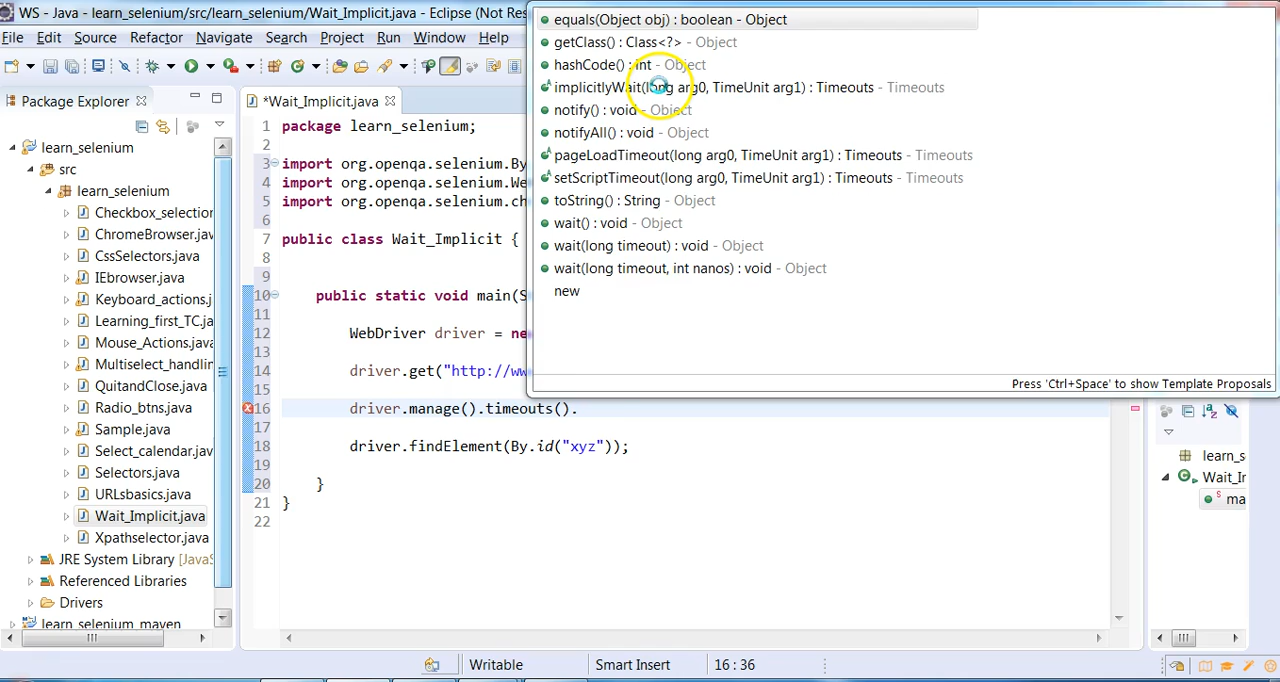 WS - Java - learn_selenium/src/learn_selenium/Wait_Implicit.java - Eclipse (Not Res
File Edit Source Refactor Navigate Search Project Run Window Help
Package Explorer
*Wait_Implicit.java
learn_selenium
src
learn_selenium
Checkbox_selection
ChromeBrowser.jav
CssSelectors.java
IEbrowser.java
Keyboard_actions.j
Learning_first_TC.ja
Mouse_Actions.java
Multiselect_handlin
QuitandClose.java
Radio_btns.java
Sample.java
Select_calendar.jav
Selectors.java
URLsbasics.java
Wait_Implicit.java
Xpathselector.java
JRE System Library [JavaS
Referenced Libraries
Drivers
learn_selenium_maven
1 package learn_selenium;
2
3 import org.openqa.selenium.By
4 import org.openqa.selenium.We
5 import org.openqa.selenium.ch
6
7 public class Wait_Implicit {
8
9
10 public static void main(S
11
12 WebDriver driver = ne
13
14 driver.get("http://ww
15
16 driver.manage().timeouts().
17
18 driver.findElement(By.id("xyz"));
19
20 }
21 }
22
equals(Object obj) : boolean - Object
getClass() : Class<?> - Object
hashCode() : int - Object
implicitlyWait(long arg0, TimeUnit arg1) : Timeouts - Timeouts
notify() : void - Object
notifyAll() : void - Object
pageLoadTimeout(long arg0, TimeUnit arg1) : Timeouts - Timeouts
setScriptTimeout(long arg0, TimeUnit arg1) : Timeouts - Timeouts
toString() : String - Object
wait() : void - Object
wait(long timeout) : void - Object
wait(long timeout, int nanos) : void - Object
new
Press 'Ctrl+Space' to show Template Proposals
learn_s
Wait_Ir
ma
Writable
Smart Insert
16 : 36